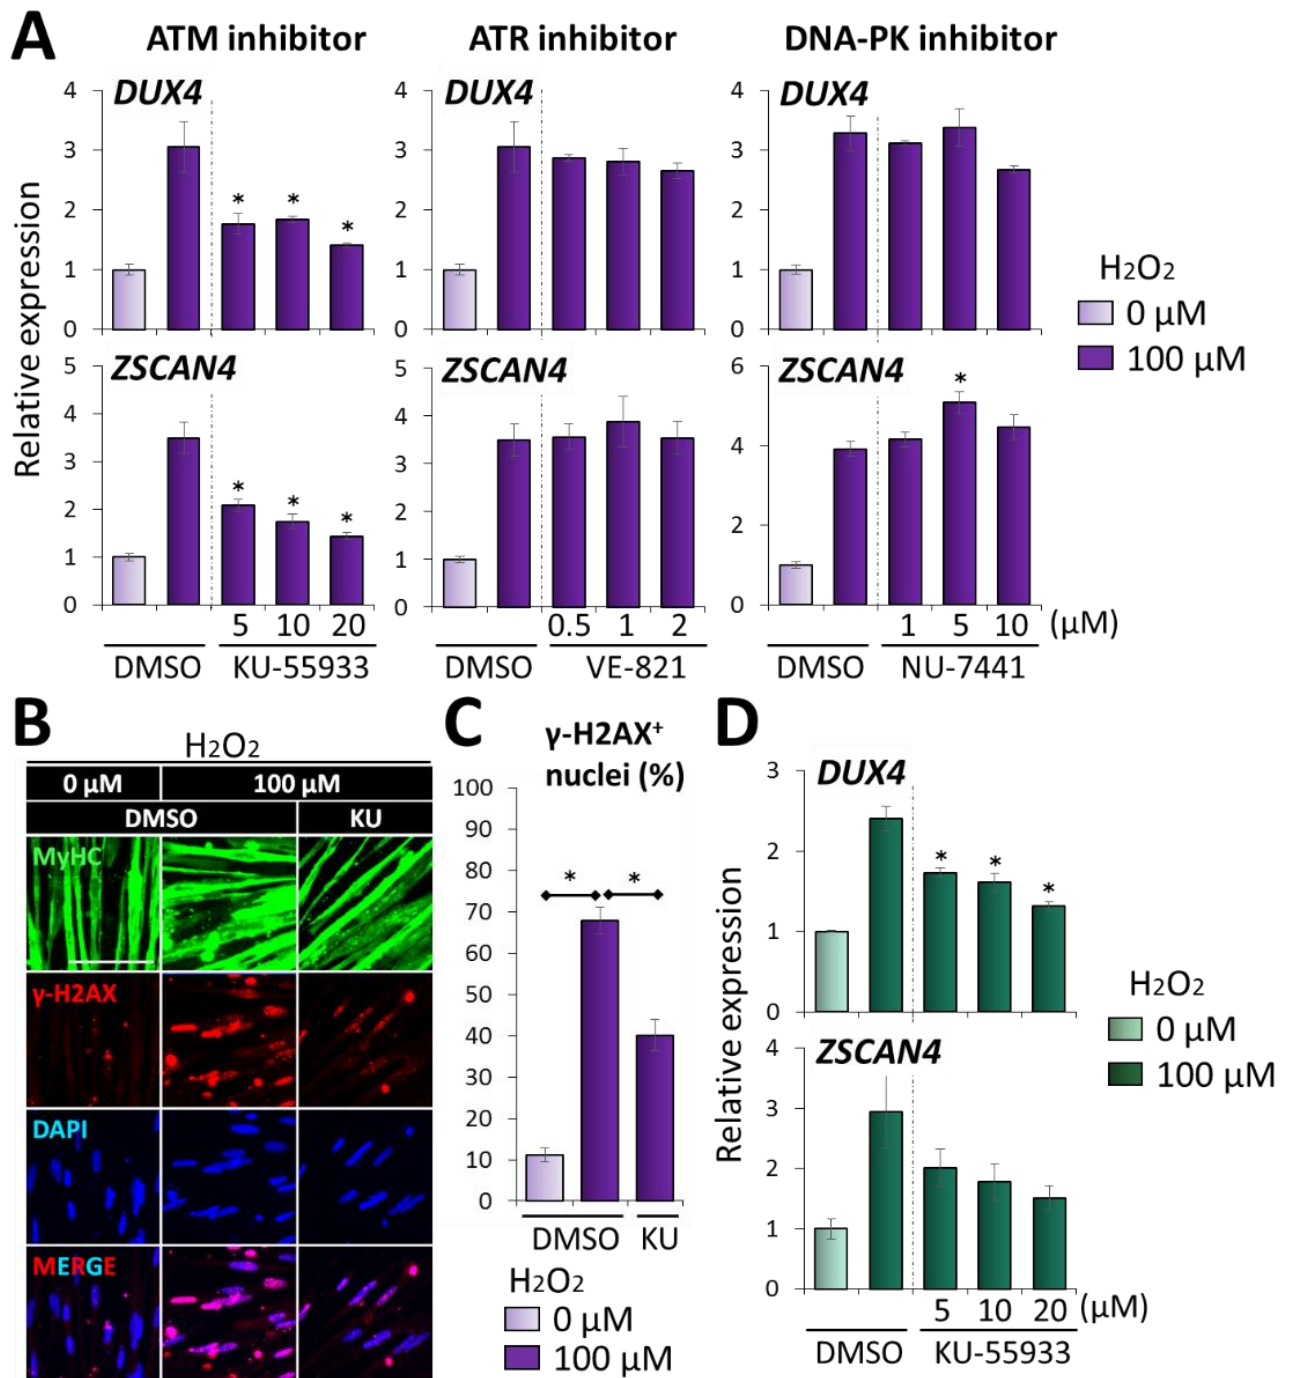 A
ATM inhibitor
ATR inhibitor
DNA-PK inhibitor
Relative expression
4
3
2
1
0
DUX4
* * *
4
3
2
1
0
DUX4
4
3
2
1
0
DUX4
H2O2
0 μM
100 μM
Relative expression
5
4
3
2
1
0
ZSCAN4
* * *
5
4
3
2
1
0
ZSCAN4
6
4
2
0
ZSCAN4
*
5 10 20
0.5 1 2
1 5 10 (μM)
DMSO KU-55933
DMSO VE-821
DMSO NU-7441
B
H2O2
0 μM 100 μM
DMSO KU
MyHC
γ-H2AX
DAPI
MERGE
C
γ-H2AX+
nuclei (%)
100
90
80
70
60
50
40
30
20
10
0
* *
DMSO KU
H2O2
0 μM
100 μM
D
Relative expression
3
2
1
0
DUX4
* * *
4
3
2
1
0
ZSCAN4
5 10 20 (μM)
DMSO KU-55933
H2O2
0 μM
100 μM